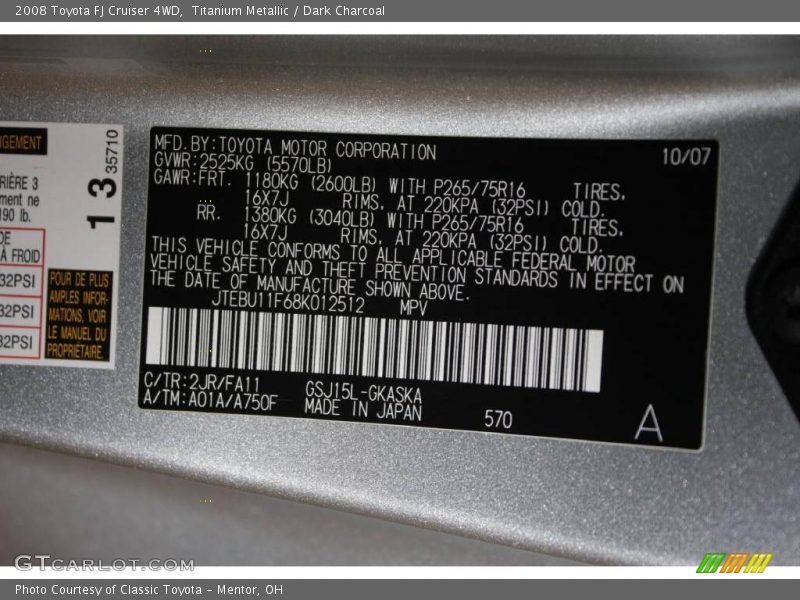 2008 Toyota FJ Cruiser 4WD,  Titanium Metallic / Dark Charcoal
MFD.BY:TOYOTA MOTOR CORPORATION 10/07
GVWR:2525KG (5570LB)
GAWR:FRT. 1180KG (2600LB) WITH P265/75R16 TIRES,
16X7J RIMS, AT 220KPA (32PSI) COLD.
RR. 1380KG (3040LB) WITH P265/75R16 TIRES,
16X7J RIMS, AT 220KPA (32PSI) COLD.
THIS VEHICLE CONFORMS TO ALL APPLICABLE FEDERAL MOTOR
VEHICLE SAFETY AND THEFT PREVENTION STANDARDS IN EFFECT ON
THE DATE OF MANUFACTURE SHOWN ABOVE.
JTEBU11F68K012512 MPV
C/TR:2JR/FA11 GSJ15L-GKASKA
A/TM:A01A/A750F MADE IN JAPAN 570 A
GEMENT
RIÈRE 3
ment ne
190 lb.
DE
À FROID
32PSI
32PSI
32PSI
POUR DE PLUS
AMPLES INFOR-
MATIONS, VOIR
LE MANUEL DU
PROPRIÉTAIRE.
1 3 35710
GTCARLOT.COM
Photo Courtesy of Classic Toyota - Mentor, OH